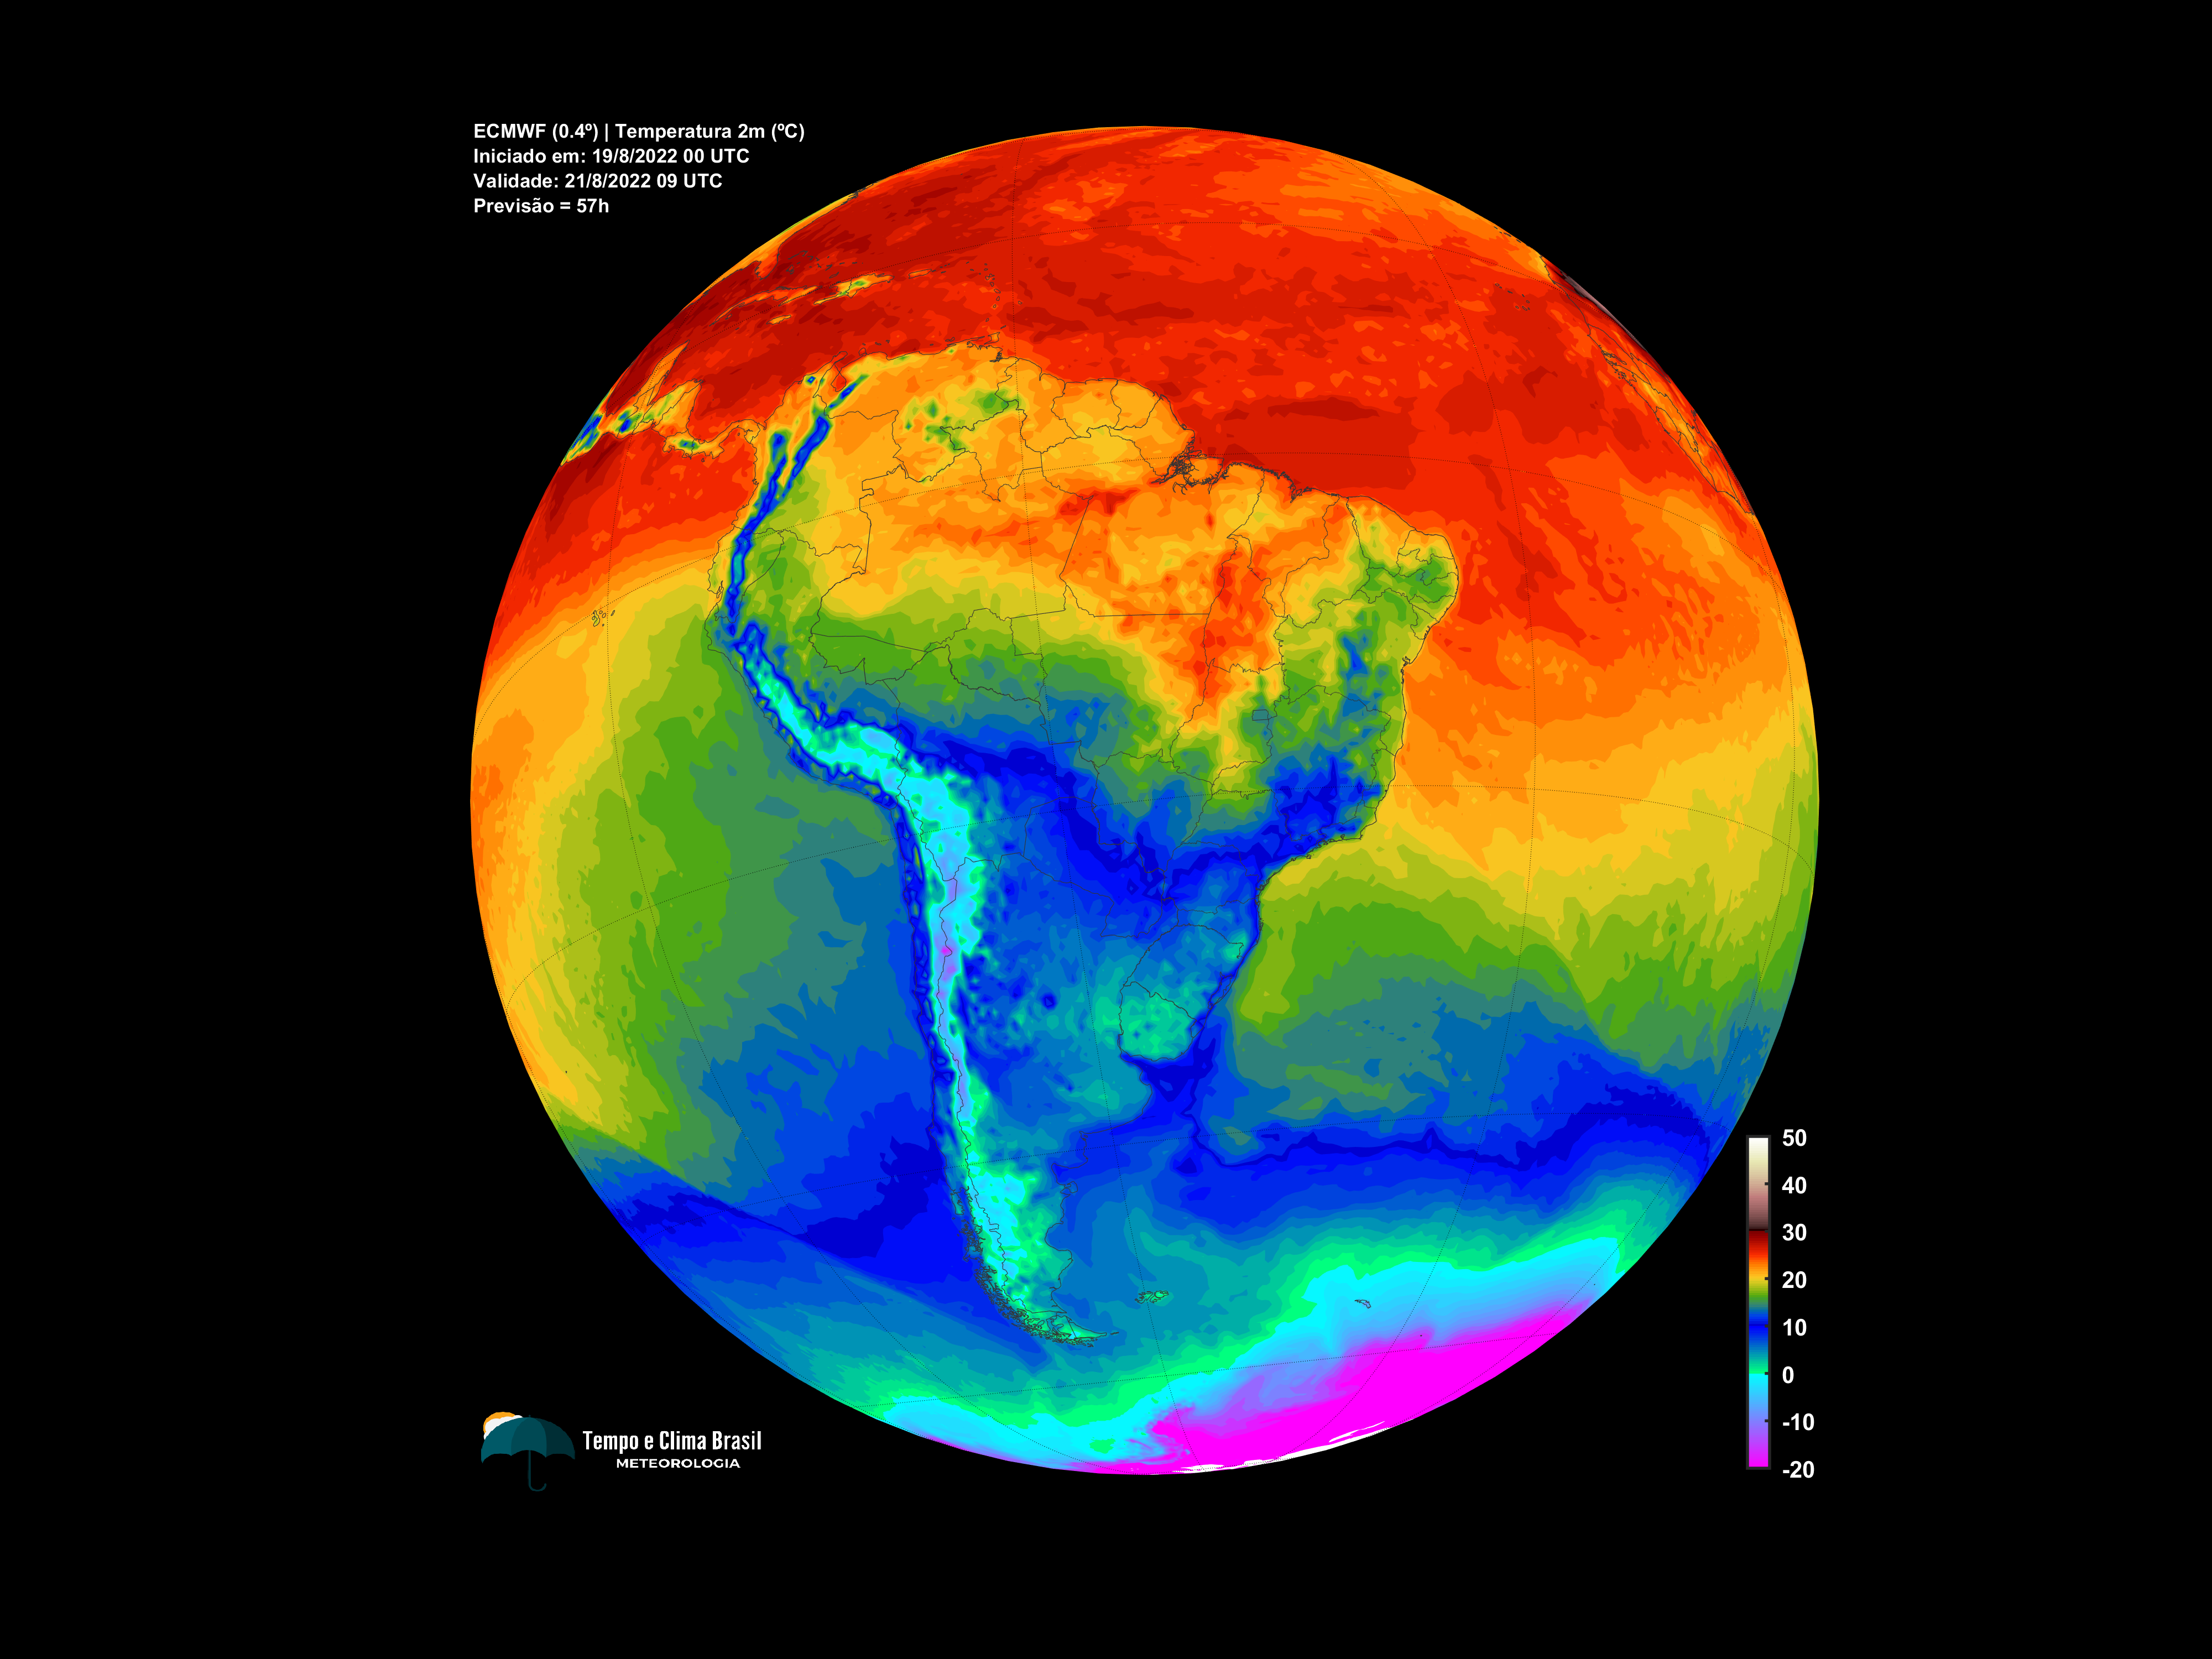 ECMWF (0.4º) | Temperatura 2m (ºC)
Iniciado em: 19/8/2022 00 UTC
Validade: 21/8/2022 09 UTC
Previsão = 57h
50
40
30
20
10
0
-10
-20
Tempo e Clima Brasil
METEOROLOGIA